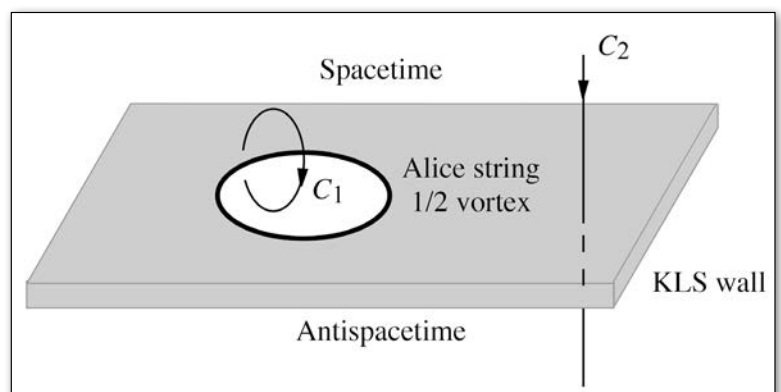 C2
Spacetime
Alice string
C1
1/2 vortex
KLS wall
Antispacetime